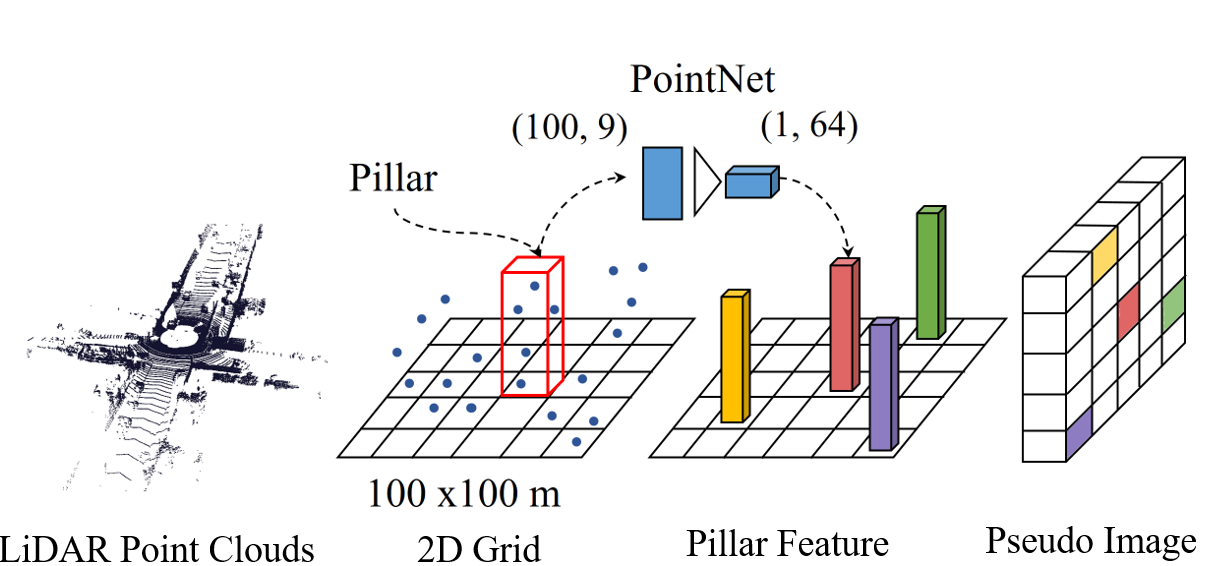 PointNet
(100, 9)
(1, 64)
Pillar
100 x100 m
LiDAR Point Clouds
2D Grid
Pillar Feature
Pseudo Image